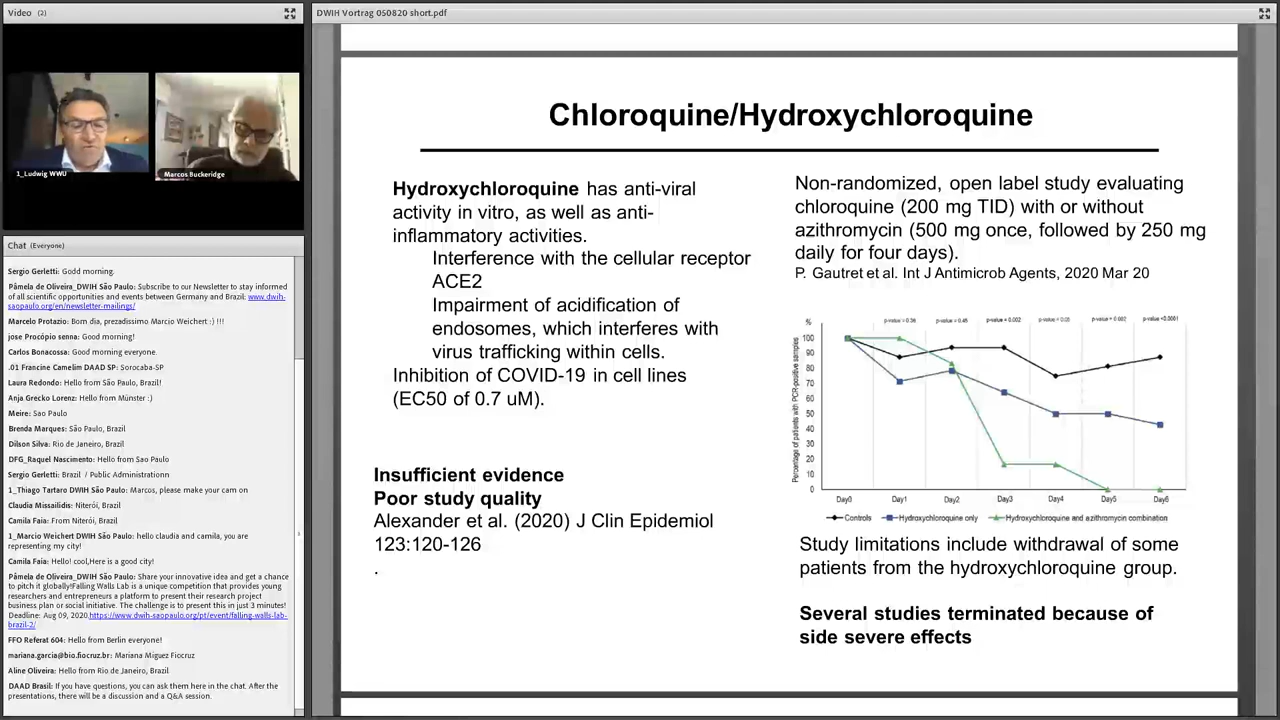 Video (2)
1_Ludwig WWU
Marcos Buckeridge
Chat (Everyone)
Sergio Gerletti: Godd morning.
Pâmela de Oliveira_DWIH São Paulo: Subscribe to our Newsletter to stay informed
of all scientific opportunities and events between Germany and Brazil: www.dwih-
saopaulo.org/en/newsletter-mailings/
Marcelo Protazio: Bom dia, prezadissimo Marcio Weichert :) !!!
jose Procópio senna: Good morning!
Carlos Bonacossa: Good morning everyone.
.01 Francine Camelim DAAD SP: Sorocaba-SP
Laura Redondo: Hello from São Paulo, Brazil!
Anja Grecko Lorenz: Hello from Münster :)
Meire: Sao Paulo
Brenda Marques: São Paulo, Brazil
Dilson Silva: Rio de Janeiro, Brazil
DFG_Raquel Nascimento: Hello from Sao Paulo
Sergio Gerletti: Brazil / Public Administrationn
1_Thiago Tartaro DWIH São Paulo: Marcos, please make your cam on
Claudia Missailidis: Niterói, Brazil
Camila Faia: From Niterói, Brazil
1_Marcio Weichert DWIH São Paulo: hello claudia and camila, you are
representing my city!
Camila Faia: Hello! cool,Here is a good city!
Pâmela de Oliveira_DWIH São Paulo: Share your innovative idea and get a chance
to pitch it globally!Falling Walls Lab is a unique competition that provides young
researchers and entrepreneurs a platform to present their research project
business plan or social initiative. The challenge is to present this in just 3 minutes!
Deadline: Aug 09, 2020.https://www.dwih-saopaulo.org/pt/event/falling-walls-lab-
brazil-2/
FFO Referat 604: Hello from Berlin everyone!
mariana.garcia@bio.fiocruz.br: Mariana Miguez Fiocruz
Aline Oliveira: Hello from Rio de Janeiro, Brazil
DAAD Brasil: If you have questions, you can ask them here in the chat. After the
presentations, there will be a discussion and a Q&A session.
DWIH Vortrag 050820 short.pdf
Chloroquine/Hydroxychloroquine
Hydroxychloroquine has anti-viral
activity in vitro, as well as anti-
inflammatory activities.
Interference with the cellular receptor
ACE2
Impairment of acidification of
endosomes, which interferes with
virus trafficking within cells.
Inhibition of COVID-19 in cell lines
(EC50 of 0.7 uM).
Insufficient evidence
Poor study quality
Alexander et al. (2020) J Clin Epidemiol
123:120-126
.
Non-randomized, open label study evaluating
chloroquine (200 mg TID) with or without
azithromycin (500 mg once, followed by 250 mg
daily for four days).
P. Gautret et al. Int J Antimicrob Agents, 2020 Mar 20
%
p-value = 0.002
p-value = 0.002
p-value <0.0001
Percentage of patients with PCR-positive samples
100
90
80
70
60
50
40
30
20
10
0
Day0 Day1 Day2 Day3 Day4 Day5 Day6
Controls Hydroxychloroquine only Hydroxychloroquine and azithromycin combination
Study limitations include withdrawal of some
patients from the hydroxychloroquine group.
Several studies terminated because of
side severe effects